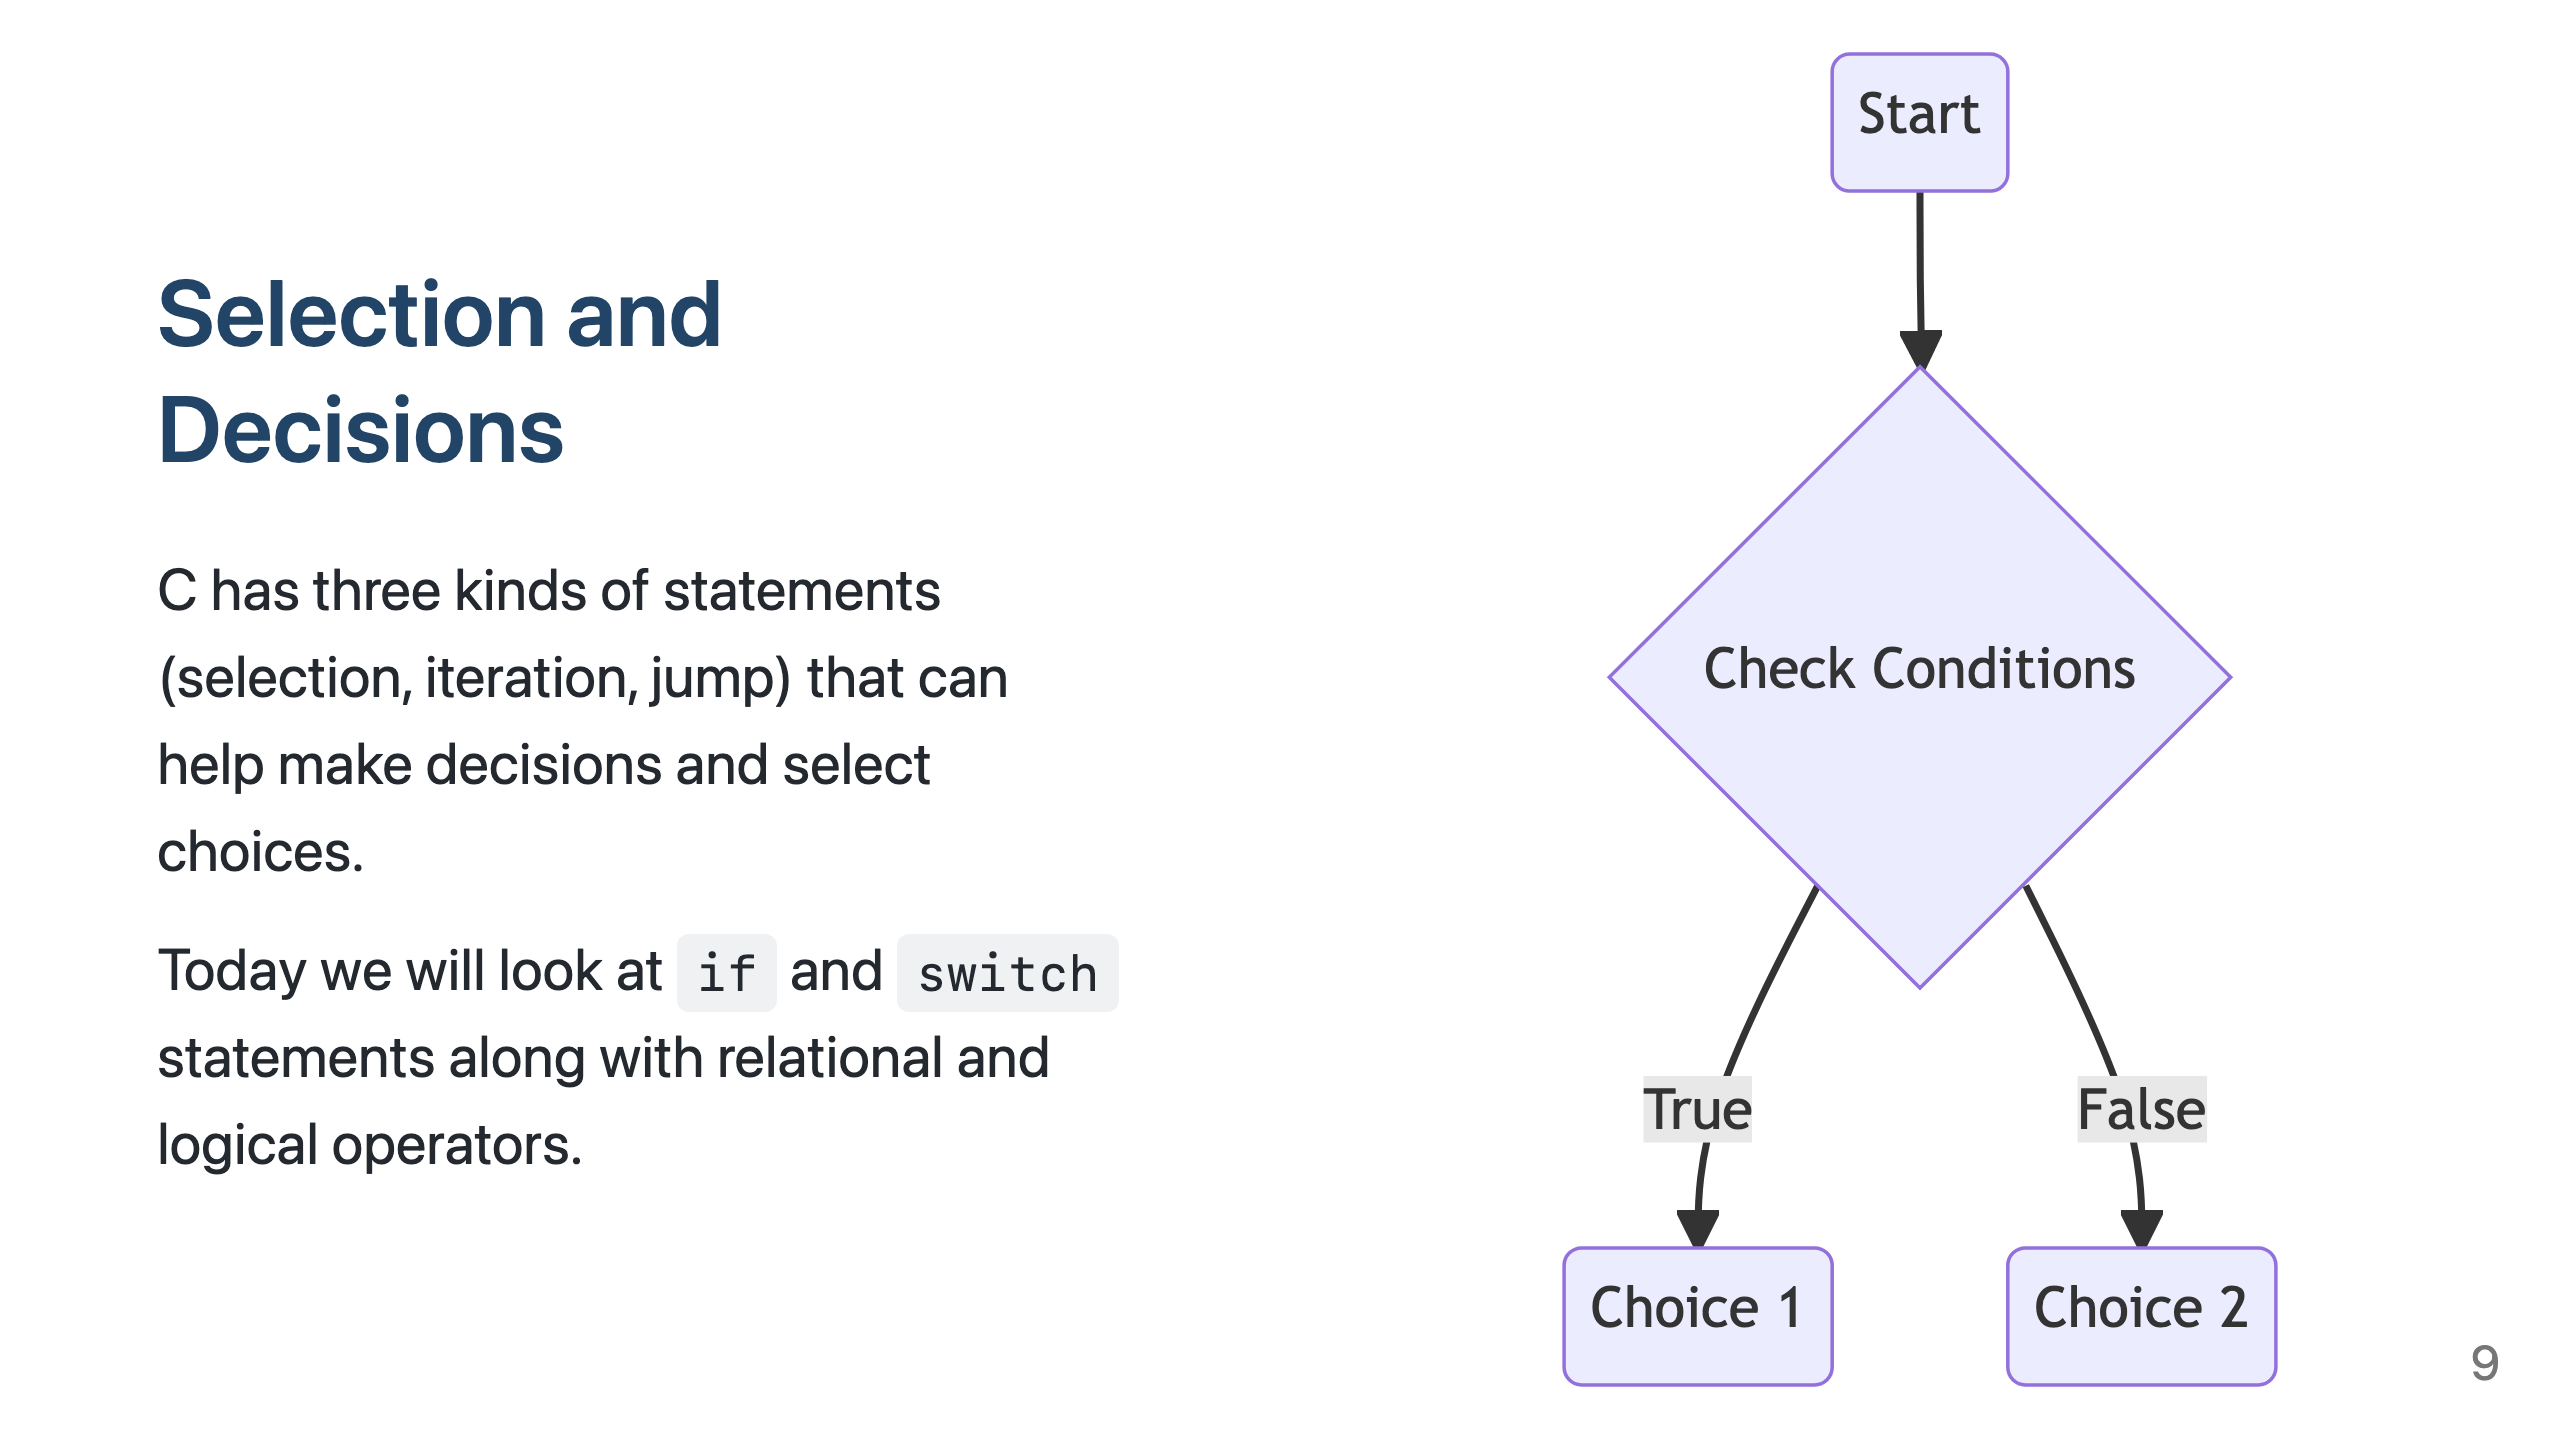 Selection and
Decisions
C has three kinds of statements
(selection, iteration, jump) that can
help make decisions and select
choices.
Today we will look at if and switch
statements along with relational and
logical operators.
Start
Check Conditions
True
False
Choice 1
Choice 2
9